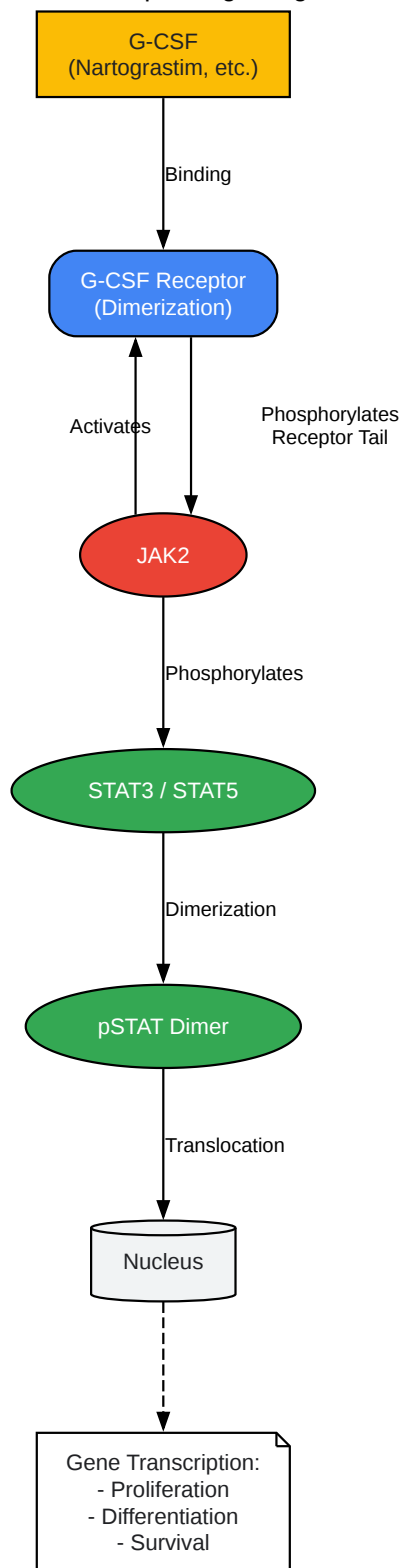 G-CSF
(Nartograstim, etc.)
Binding
G-CSF Receptor
(Dimerization)
Activates
Phosphorylates
Receptor Tail
JAK2
Phosphorylates
STAT3 / STAT5
Dimerization
pSTAT Dimer
Translocation
Nucleus
Gene Transcription:
- Proliferation
- Differentiation
- Survival